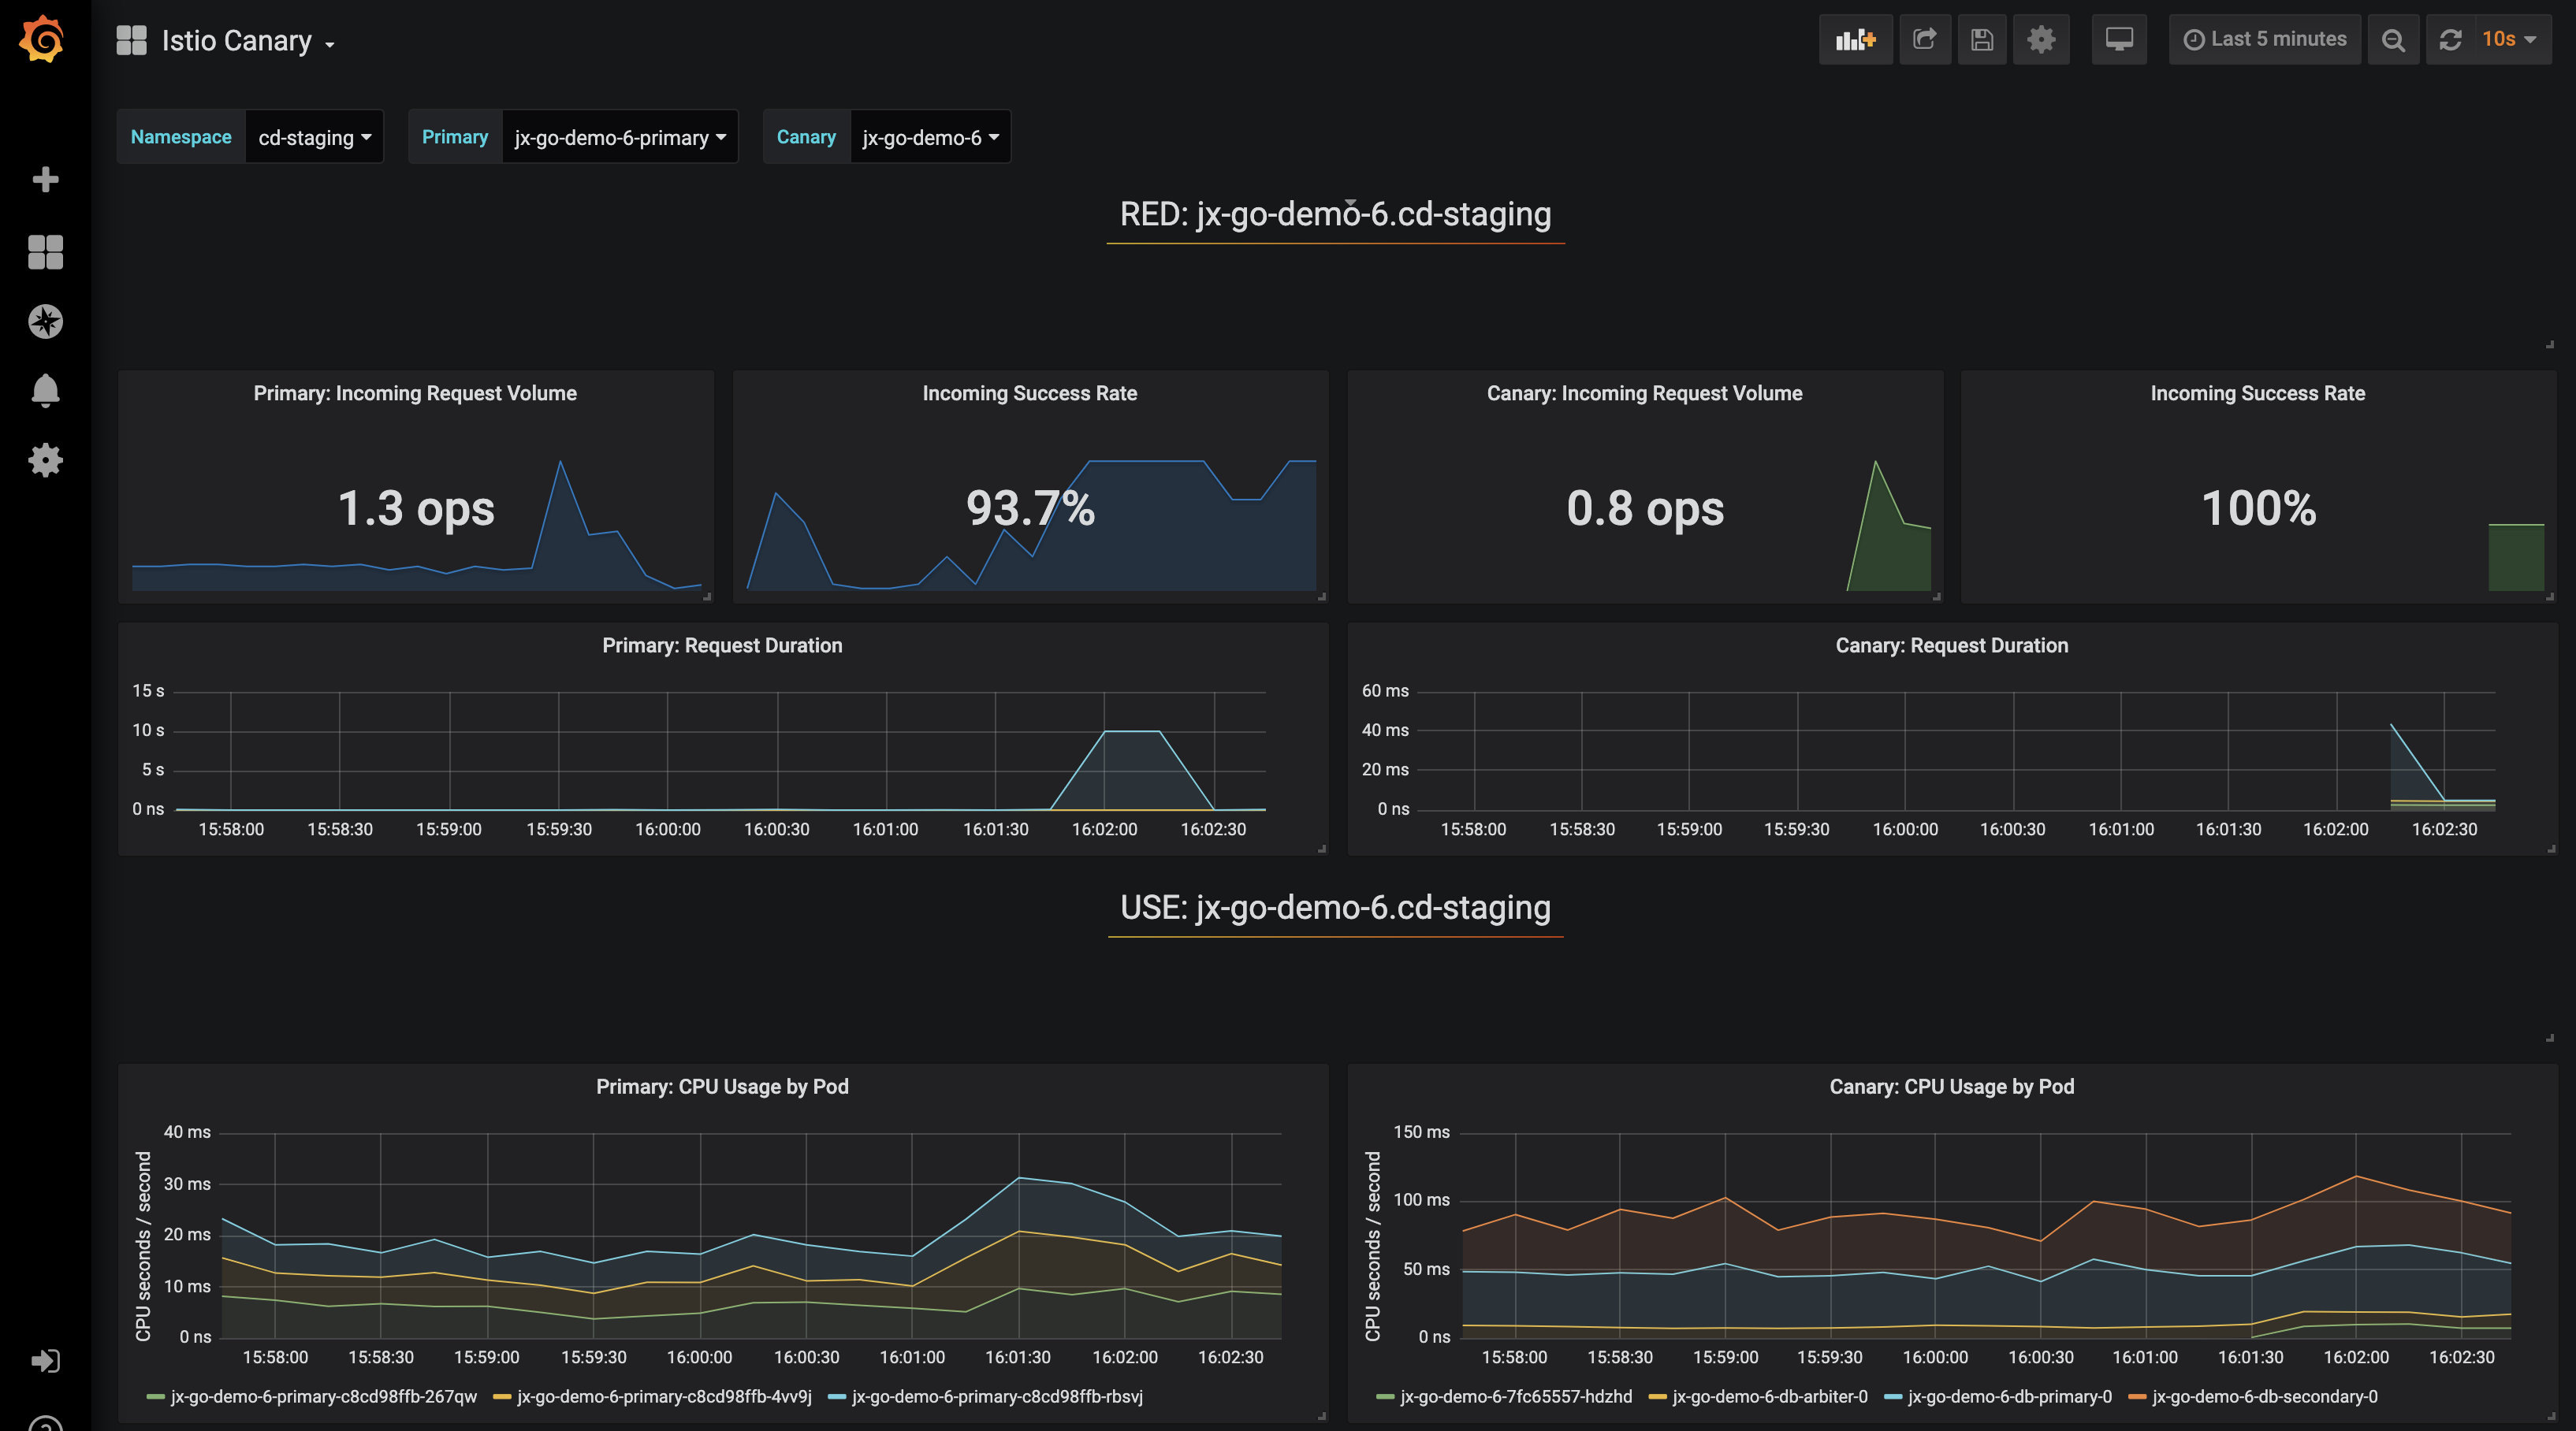 Istio Canary
Last 5 minutes
10s
Namespace cd-staging
Primary jx-go-demo-6-primary
Canary jx-go-demo-6
RED: jx-go-demo-6.cd-staging
Primary: Incoming Request Volume
1.3 ops
Incoming Success Rate
93.7%
Canary: Incoming Request Volume
0.8 ops
Incoming Success Rate
100%
Primary: Request Duration
15 s
10 s
5 s
0 ns
15:58:00 15:58:30 15:59:00 15:59:30 16:00:00 16:00:30 16:01:00 16:01:30 16:02:00 16:02:30
Canary: Request Duration
60 ms
40 ms
20 ms
0 ns
15:58:00 15:58:30 15:59:00 15:59:30 16:00:00 16:00:30 16:01:00 16:01:30 16:02:00 16:02:30
USE: jx-go-demo-6.cd-staging
Primary: CPU Usage by Pod
CPU seconds / second
40 ms
30 ms
20 ms
10 ms
0 ns
15:58:00 15:58:30 15:59:00 15:59:30 16:00:00 16:00:30 16:01:00 16:01:30 16:02:00 16:02:30
jx-go-demo-6-primary-c8cd98ffb-267qw jx-go-demo-6-primary-c8cd98ffb-4vv9j jx-go-demo-6-primary-c8cd98ffb-rbsvj
Canary: CPU Usage by Pod
CPU seconds / second
150 ms
100 ms
50 ms
0 ns
15:58:00 15:58:30 15:59:00 15:59:30 16:00:00 16:00:30 16:01:00 16:01:30 16:02:00 16:02:30
jx-go-demo-6-7fc65557-hdzhd jx-go-demo-6-db-arbiter-0 jx-go-demo-6-db-primary-0 jx-go-demo-6-db-secondary-0